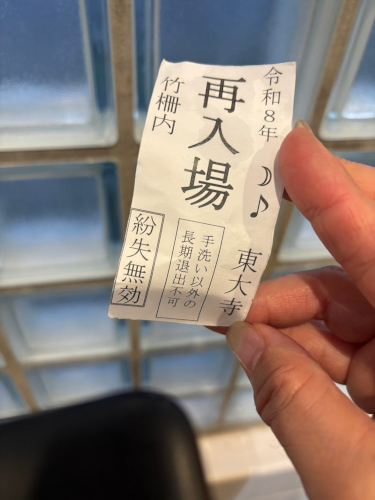 令和8年 ☽♪ 東大寺
再入場
手洗い以外の
長期退出不可
竹柵内
紛失無効